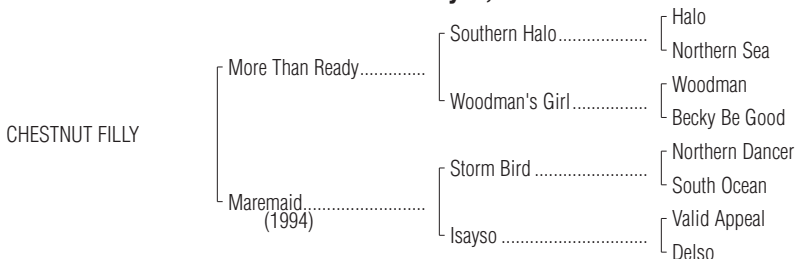 Halo
Southern Halo....................
Northern Sea
More Than Ready..............
Woodman
Woodman's Girl.................
Becky Be Good
CHESTNUT FILLY
Northern Dancer
Storm Bird .........................
South Ocean
Maremaid..........................
(1994)
Valid Appeal
Isayso ................................
Delso